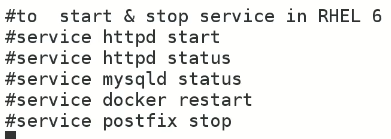 #to  start & stop service in RHEL 6
#service httpd start
#service httpd status
#service mysqld status
#service docker restart
#service postfix stop